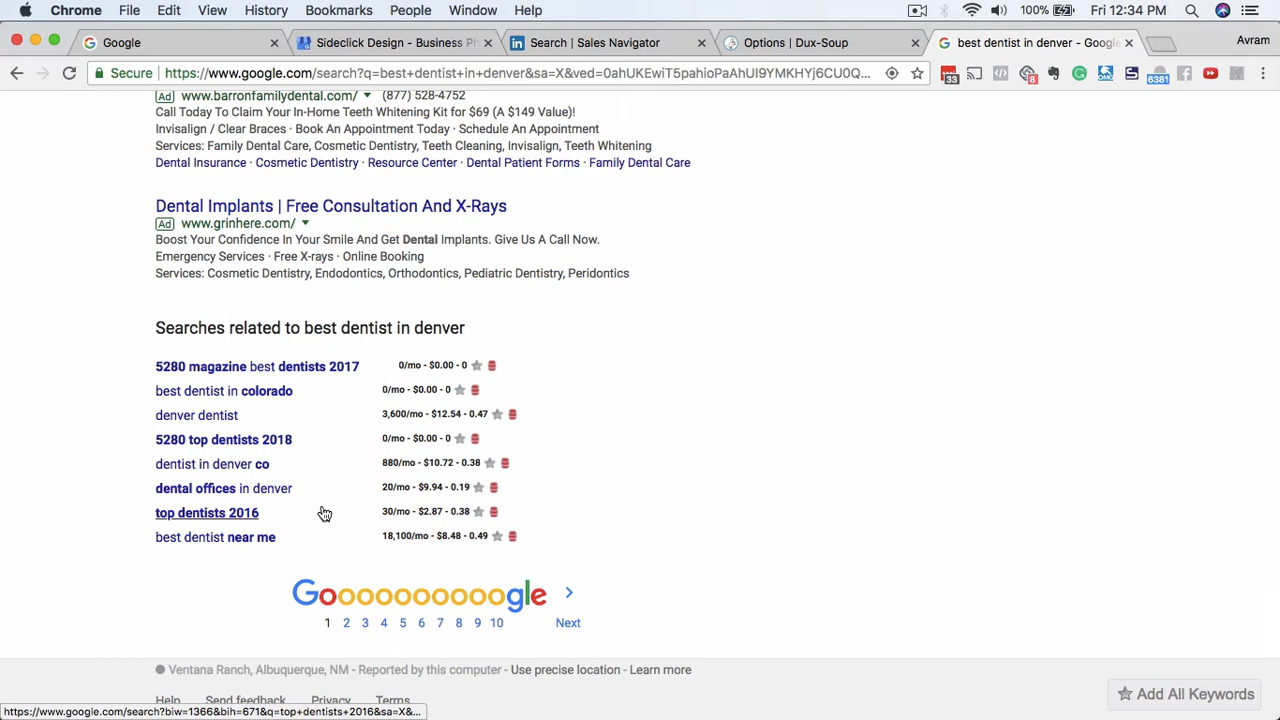 Chrome File Edit View History Bookmarks People Window Help 100% Fri 12:34 PM
Google Sideclick Design - Business Ph Search | Sales Navigator Options | Dux-Soup best dentist in denver - Google Avram
Secure https://www.google.com/search?q=best+dentist+in+denver&sa=X&ved=0ahUKEwiT5pahioPaAhUI9YMKHYj6CU0Q... 33 8 6381
Ad www.barronfamilydental.com/ (877) 528-4752
Call Today To Claim Your In-Home Teeth Whitening Kit for $69 (A $149 Value)!
Invisalign / Clear Braces · Book An Appointment Today · Schedule An Appointment
Services: Family Dental Care, Cosmetic Dentistry, Teeth Cleaning, Invisalign, Teeth Whitening
Dental Insurance · Cosmetic Dentistry · Resource Center · Dental Patient Forms · Family Dental Care
Dental Implants | Free Consultation And X-Rays
Ad www.grinhere.com/
Boost Your Confidence In Your Smile And Get Dental Implants. Give Us A Call Now.
Emergency Services · Free X-rays · Online Booking
Services: Cosmetic Dentistry, Endodontics, Orthodontics, Pediatric Dentistry, Peridontics
Searches related to best dentist in denver
5280 magazine best dentists 2017 0/mo - $0.00 - 0
best dentist in colorado 0/mo - $0.00 - 0
denver dentist 3,600/mo - $12.54 - 0.47
5280 top dentists 2018 0/mo - $0.00 - 0
dentist in denver co 880/mo - $10.72 - 0.38
dental offices in denver 20/mo - $9.94 - 0.19
top dentists 2016 30/mo - $2.87 - 0.38
best dentist near me 18,100/mo - $8.48 - 0.49
Goooooooooogle
1 2 3 4 5 6 7 8 9 10 Next
Ventana Ranch, Albuquerque, NM - Reported by this computer - Use precise location - Learn more
Help Send feedback Privacy Terms
Add All Keywords
https://www.google.com/search?biw=1366&bih=671&q=top+dentists+2016&sa=X&...